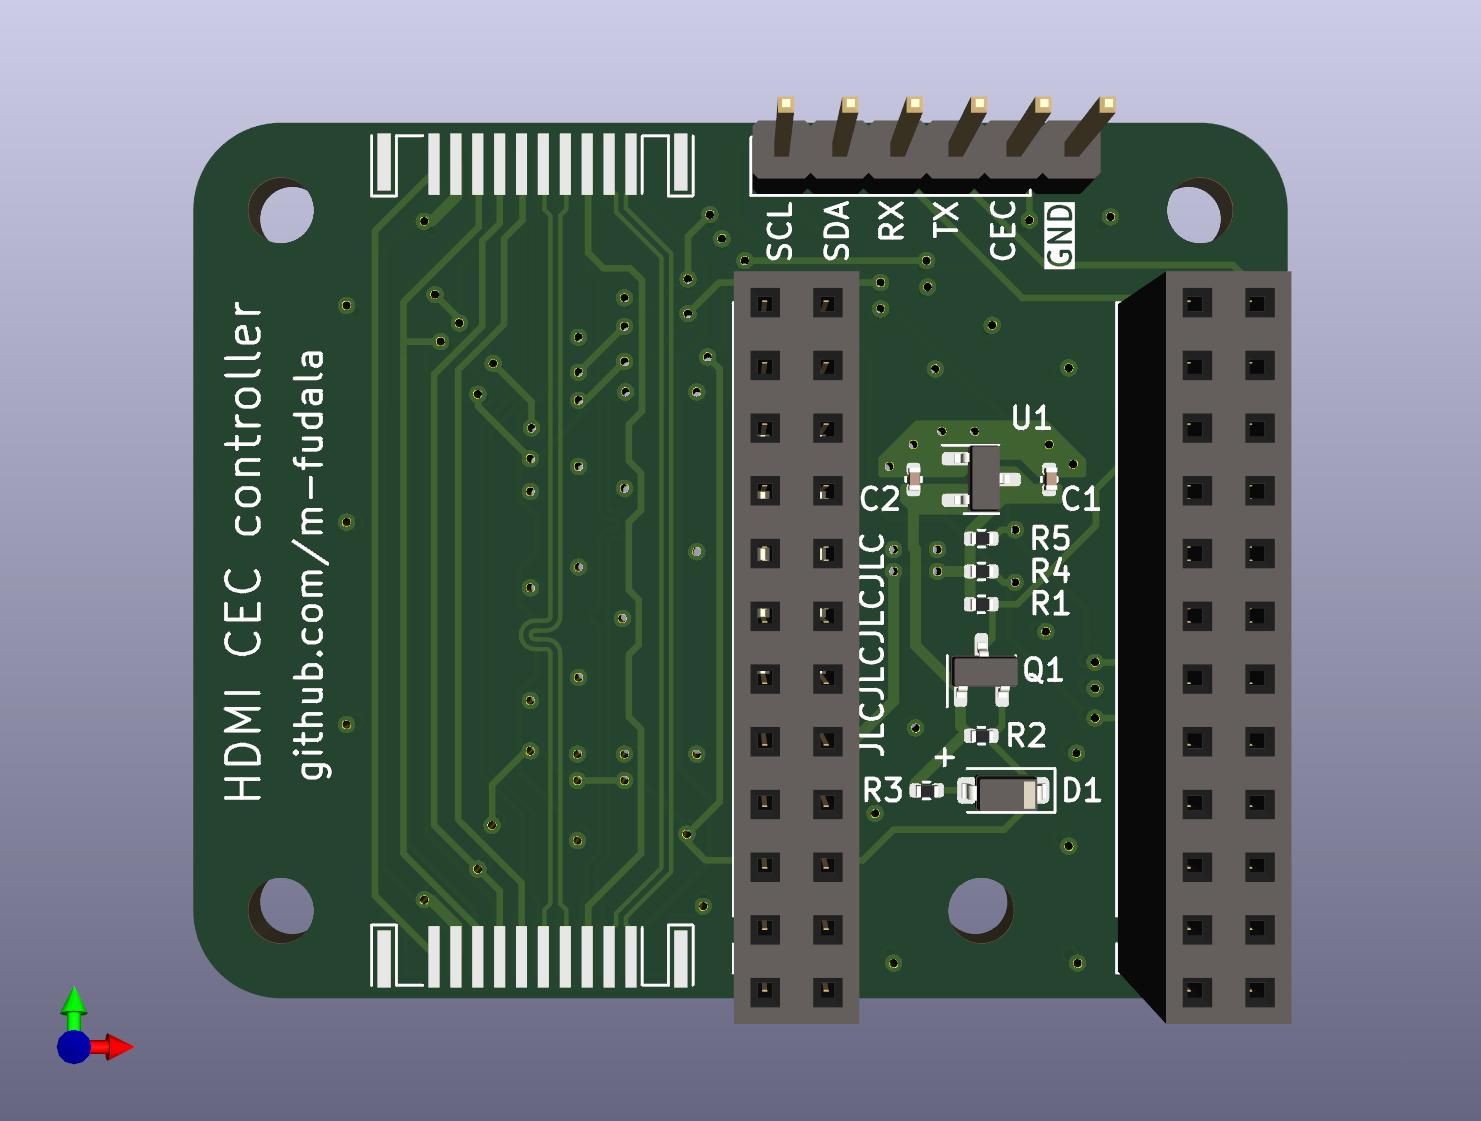 SCL
SDA
RX
TX
CEC
GND
HDMI CEC controller
github.com/m-fudala
U1
C2
C1
R5
R4
R1
JLCJLCJLCJLC
Q1
R2
+
R3
D1